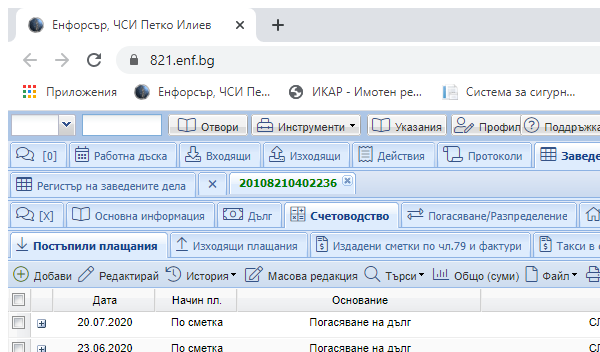 Енфорсър, ЧСИ Петко Илиев
821.enf.bg
Приложения Енфорсър, ЧСИ Пе... ИКАР - Имотен ре... Система за сигурн...
Отвори Инструменти Указания Профил Поддръжка
[0] Работна дъска Входящи Изходящи Действия Протоколи Заведе
Регистър на заведените дела 20108210402236
[X] Основна информация Дълг Счетоводство Погасяване/Разпределение
Постъпили плащания Изходящи плащания Издадени сметки по чл.79 и фактури Такси в
Добави Редактирай История Масова редакция Търси Общо (суми) Файл
Дата Начин пл. Основание
20.07.2020 По сметка Погасяване на дълг
23.06.2020 По сметка Погасяване на дълг